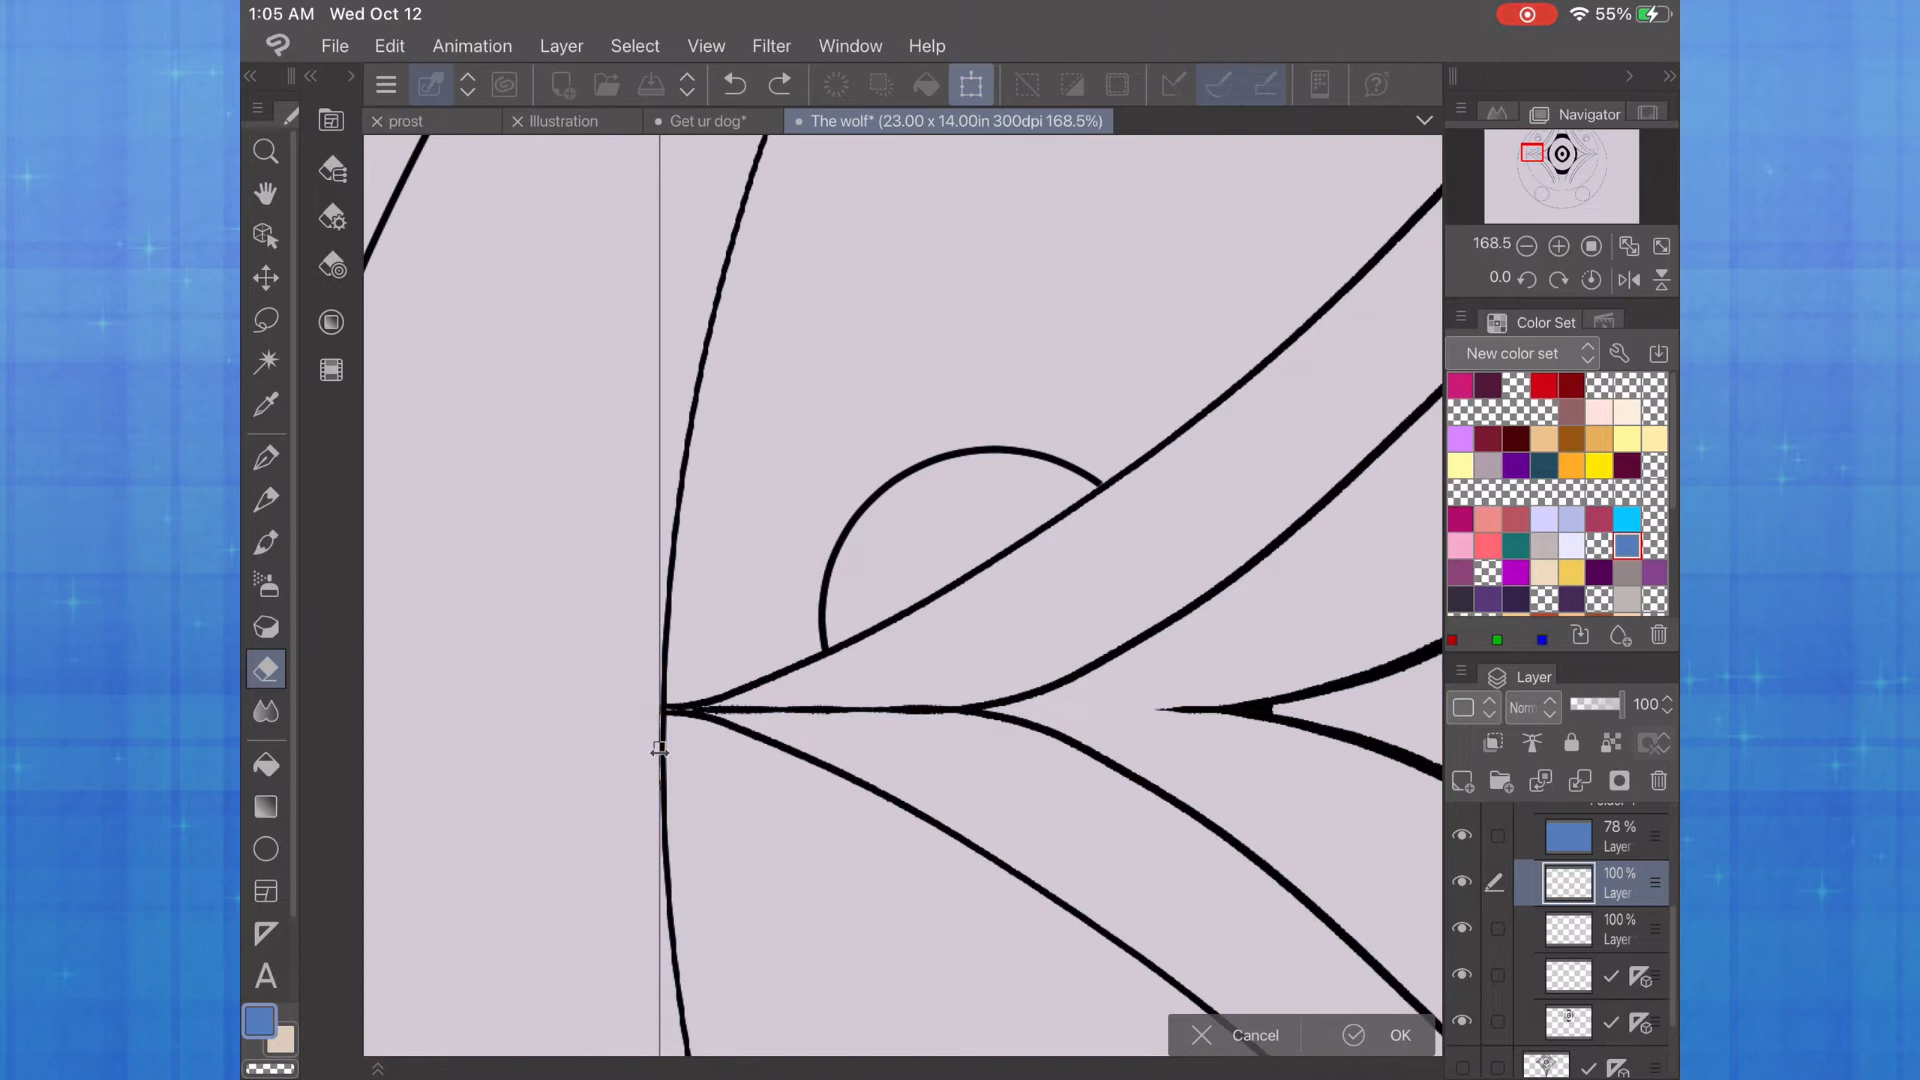 1:05 AM Wed Oct 12
55%
File Edit Animation Layer Select View Filter Window Help
prost
Illustration
Get ur dog*
The wolf* (23.00 x 14.00in 300dpi 168.5%)
Navigator
168.5
0.0
Color Set
New color set
Layer
Norm
100
78 %
Layer
100 %
Layer
100 %
Layer
A
Cancel
OK